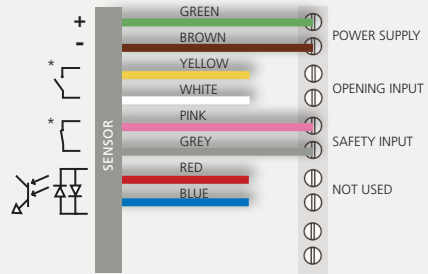 GREEN
+
BROWN
POWER SUPPLY
-
YELLOW
*
OPENING INPUT
WHITE
PINK
*
SAFETY INPUT
GREY
SENSOR
RED
NOT USED
BLUE